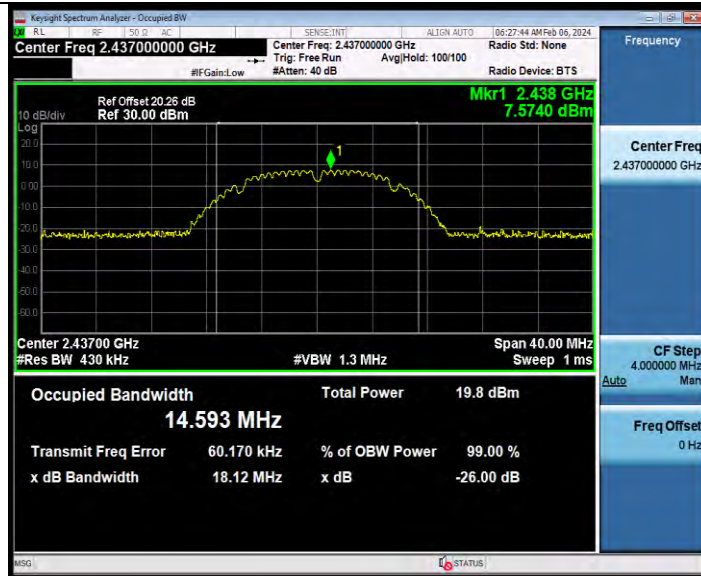 Keysight Spectrum Analyzer - Occupied BW
RL RF 50 Ω AC SENSE:INT ALIGN AUTO 06:27:44 AM Feb 06, 2024
Center Freq 2.437000000 GHz Center Freq: 2.437000000 GHz Radio Std: None Frequency
Trig: Free Run Avg|Hold: 100/100
#IFGain:Low #Atten: 40 dB Radio Device: BTS
Ref Offset 20.26 dB Mkr1 2.438 GHz
10 dB/div Ref 30.00 dBm 7.5740 dBm
Log
20.0
10.0
0.00
-10.0
-20.0
-30.0
-40.0
-50.0
-60.0
1
Center Freq
2.437000000 GHz
Center 2.43700 GHz Span 40.00 MHz
#Res BW 430 kHz #VBW 1.3 MHz Sweep 1 ms
CF Step
4.000000 MHz
Auto Man
Occupied Bandwidth Total Power 19.8 dBm
14.593 MHz
Transmit Freq Error 60.170 kHz % of OBW Power 99.00 %
x dB Bandwidth 18.12 MHz x dB -26.00 dB
Freq Offset
0 Hz
MSG STATUS